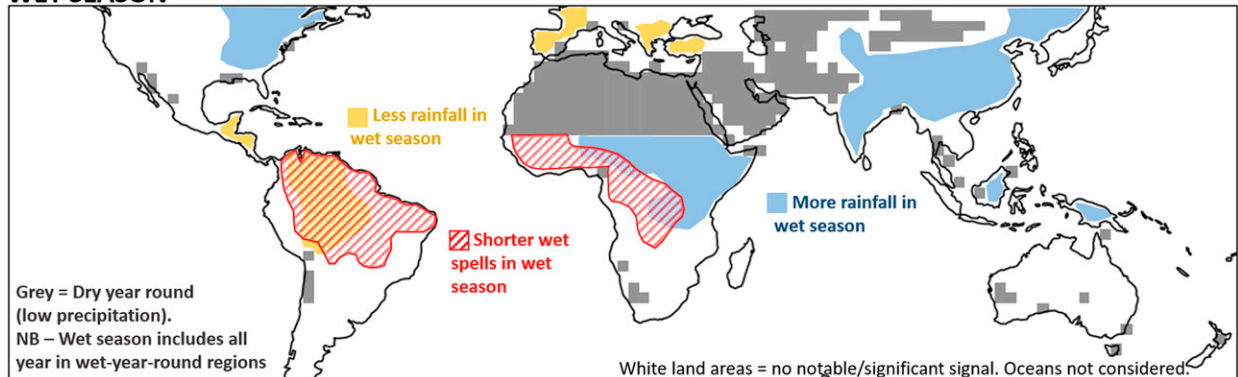 WET SEASON
Less rainfall in
wet season
More rainfall in
wet season
Shorter wet
spells in wet
season
Grey = Dry year round
(low precipitation).
NB – Wet season includes all
year in wet-year-round regions
White land areas = no notable/significant signal. Oceans not considered.